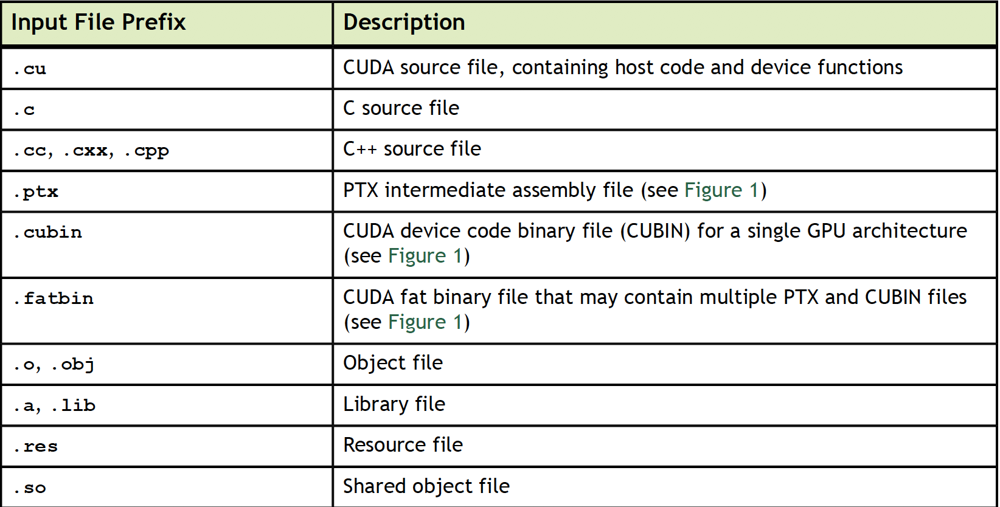 Input File Prefix Description
.cu CUDA source file, containing host code and device functions
.c C source file
.cc, .cxx, .cpp C++ source file
.ptx PTX intermediate assembly file (see Figure 1)
.cubin CUDA device code binary file (CUBIN) for a single GPU architecture
(see Figure 1)
.fatbin CUDA fat binary file that may contain multiple PTX and CUBIN files
(see Figure 1)
.o, .obj Object file
.a, .lib Library file
.res Resource file
.so Shared object file